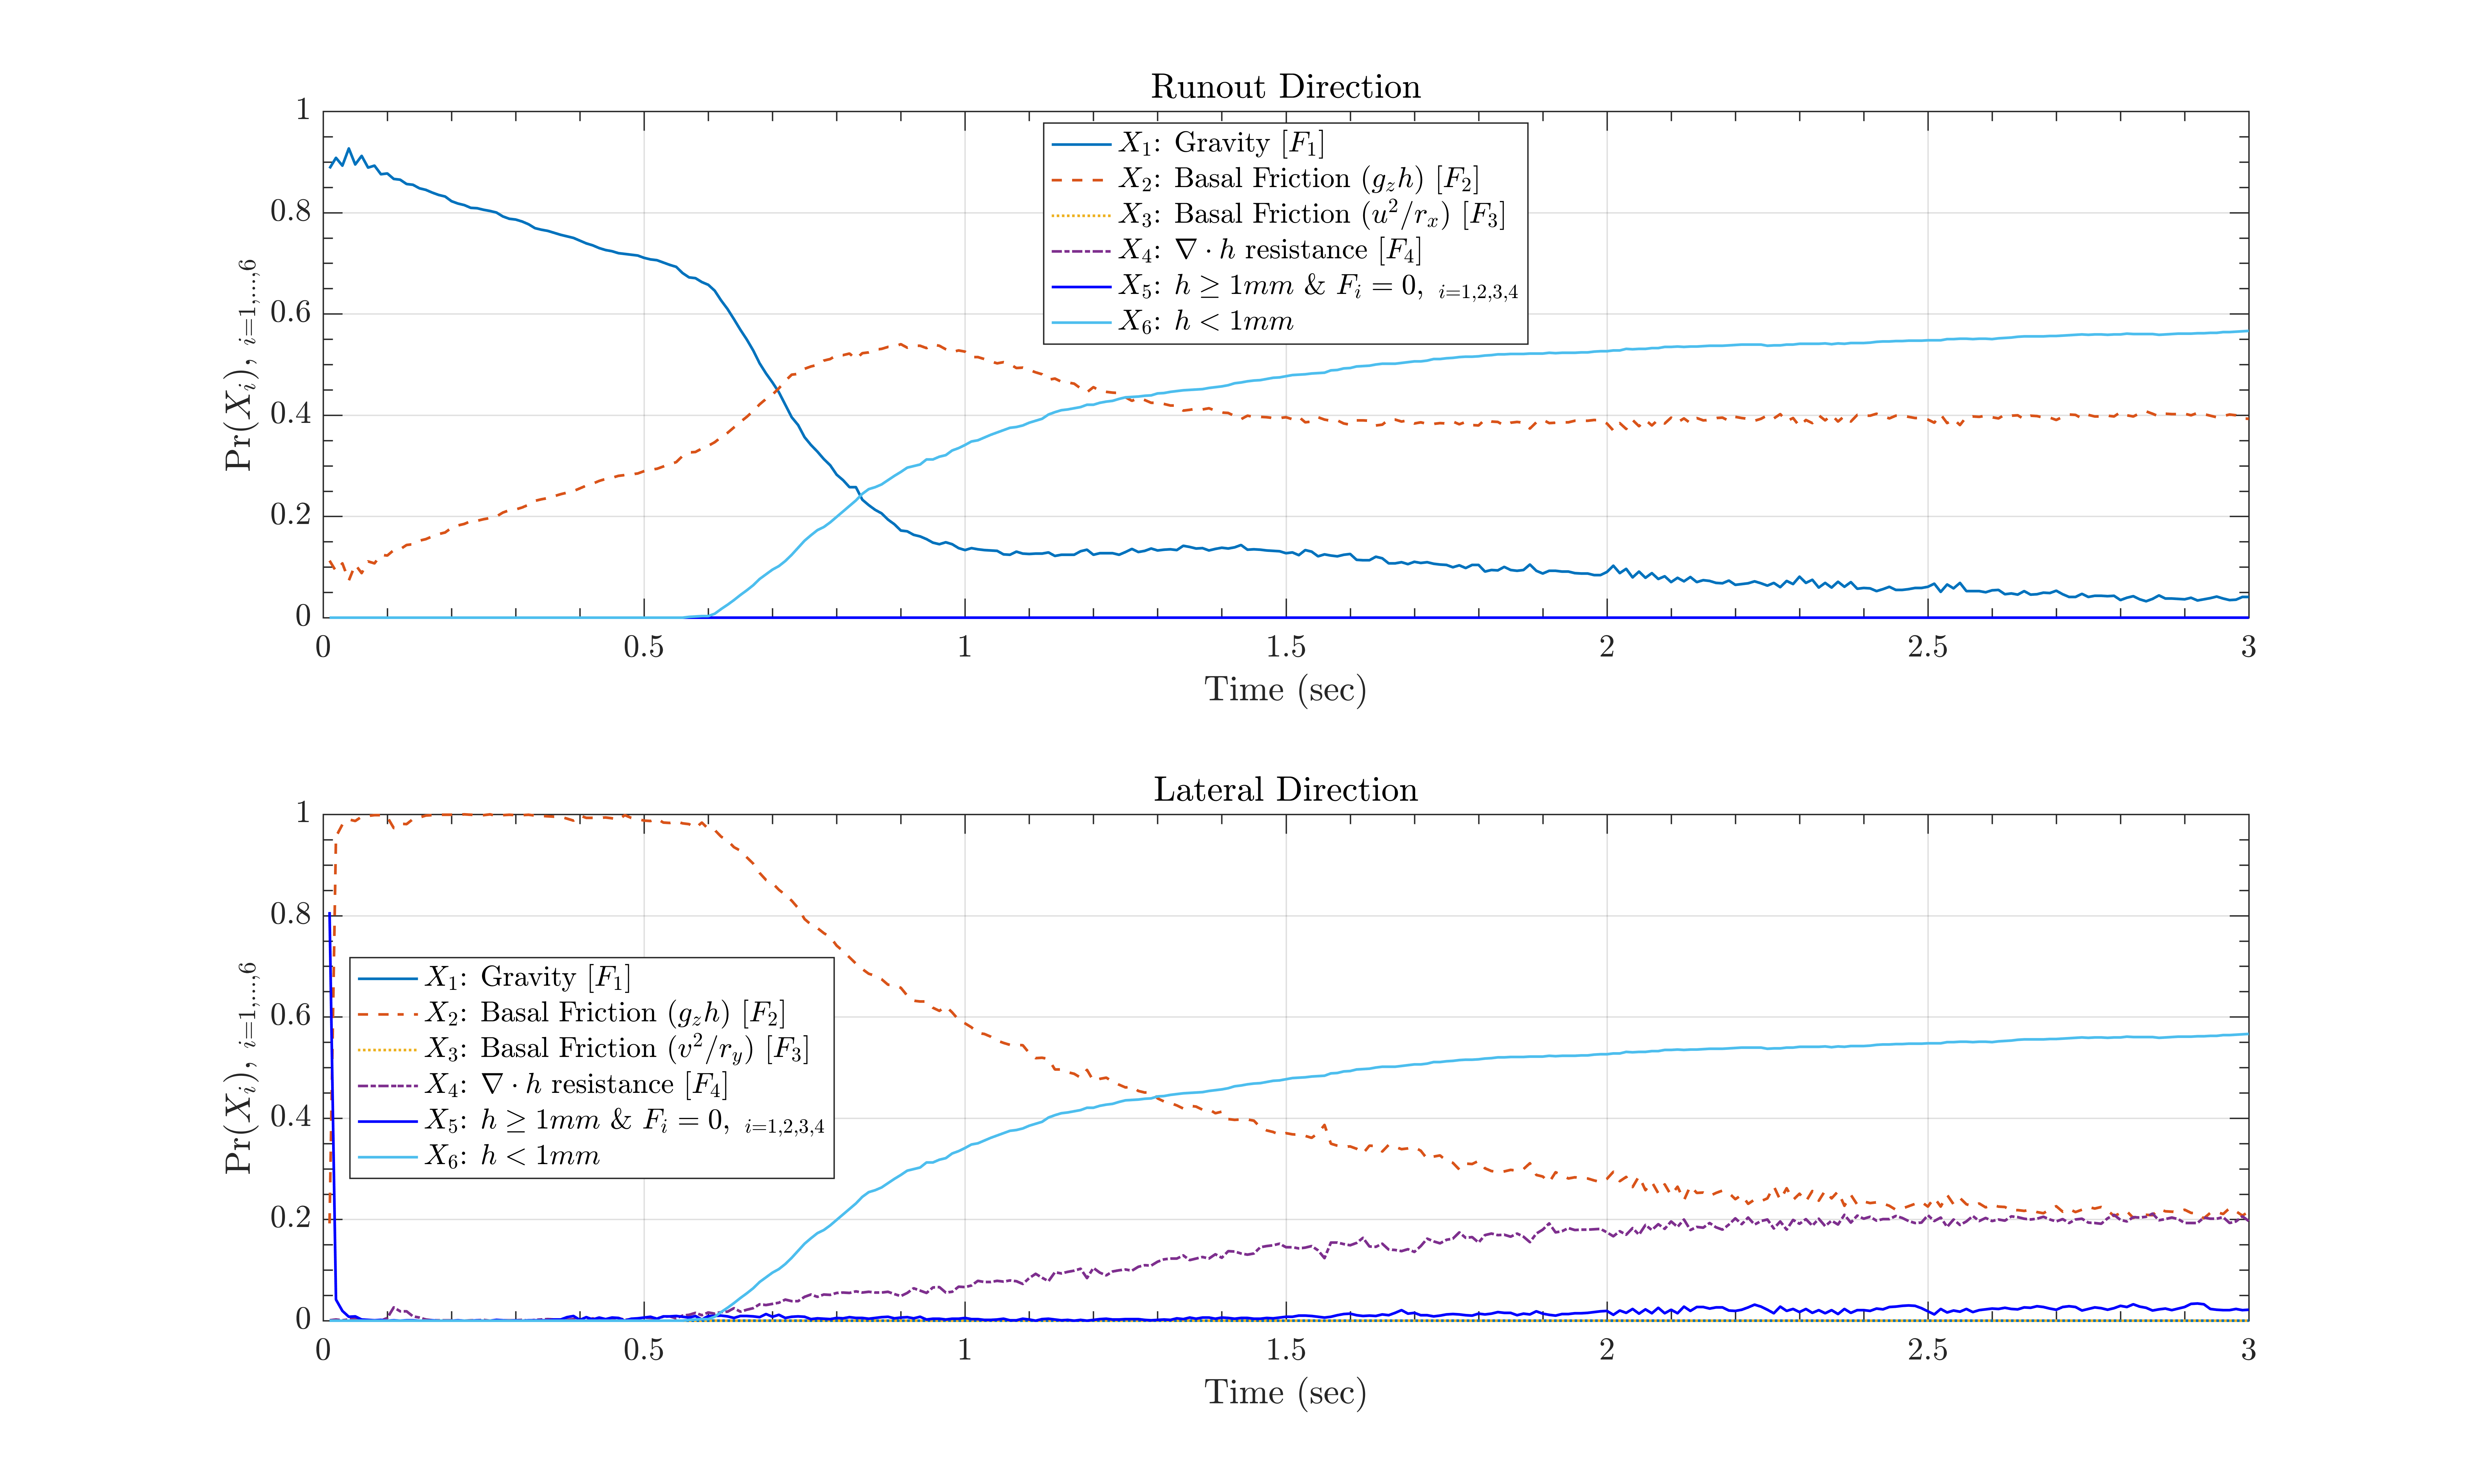 Runout Direction
1
0.8
0.6
0.4
0.2
0
Pr(X_i), i=1,...,6
X_1: Gravity [F_1]
X_2: Basal Friction (g_z h) [F_2]
X_3: Basal Friction (u^2/r_x) [F_3]
X_4: ∇ · h resistance [F_4]
X_5: h ≥ 1mm & F_i = 0, i=1,2,3,4
X_6: h < 1mm
0 0.5 1 1.5 2 2.5 3
Time (sec)
Lateral Direction
1
0.8
0.6
0.4
0.2
0
Pr(X_i), i=1,...,6
X_1: Gravity [F_1]
X_2: Basal Friction (g_z h) [F_2]
X_3: Basal Friction (v^2/r_y) [F_3]
X_4: ∇ · h resistance [F_4]
X_5: h ≥ 1mm & F_i = 0, i=1,2,3,4
X_6: h < 1mm
0 0.5 1 1.5 2 2.5 3
Time (sec)